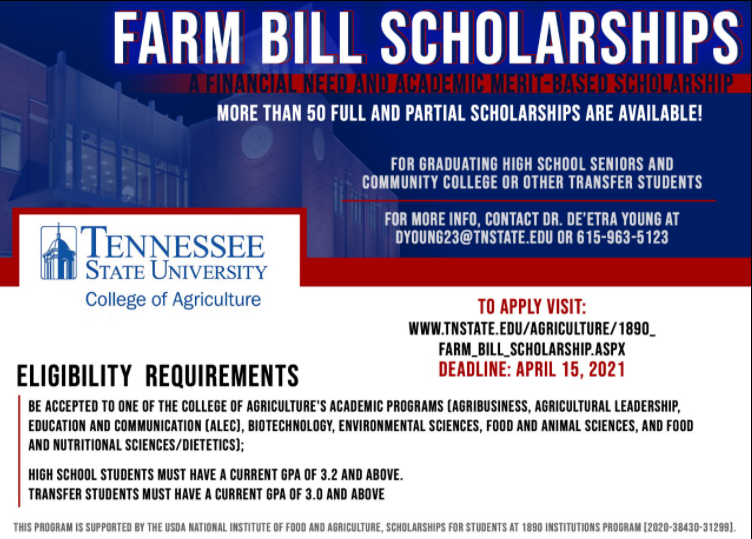 FARM BILL SCHOLARSHIPS
A FINANCIAL NEED AND ACADEMIC MERIT-BASED SCHOLARSHIP
MORE THAN 50 FULL AND PARTIAL SCHOLARSHIPS ARE AVAILABLE!
FOR GRADUATING HIGH SCHOOL SENIORS AND
COMMUNITY COLLEGE OR OTHER TRANSFER STUDENTS
FOR MORE INFO, CONTACT DR. DE'ETRA YOUNG AT
DYOUNG23@TNSTATE.EDU OR 615-963-5123
TENNESSEE
STATE UNIVERSITY
College of Agriculture
TO APPLY VISIT:
WWW.TNSTATE.EDU/AGRICULTURE/1890_
FARM_BILL_SCHOLARSHIP.ASPX
DEADLINE: APRIL 15, 2021
ELIGIBILITY REQUIREMENTS
BE ACCEPTED TO ONE OF THE COLLEGE OF AGRICULTURE'S ACADEMIC PROGRAMS (AGRIBUSINESS, AGRICULTURAL LEADERSHIP,
EDUCATION AND COMMUNICATION (ALEC), BIOTECHNOLOGY, ENVIRONMENTAL SCIENCES, FOOD AND ANIMAL SCIENCES, AND FOOD
AND NUTRITIONAL SCIENCES/DIETETICS);
HIGH SCHOOL STUDENTS MUST HAVE A CURRENT GPA OF 3.2 AND ABOVE.
TRANSFER STUDENTS MUST HAVE A CURRENT GPA OF 3.0 AND ABOVE
THIS PROGRAM IS SUPPORTED BY THE USDA NATIONAL INSTITUTE OF FOOD AND AGRICULTURE, SCHOLARSHIPS FOR STUDENTS AT 1890 INSTITUTIONS PROGRAM [2020-38430-31299].